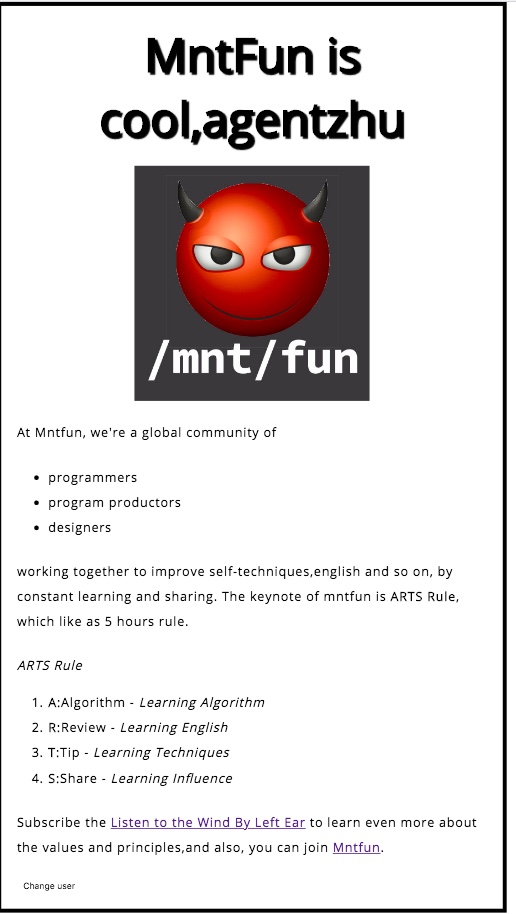 MntFun is
cool,agentzhu
/mnt/fun
At Mntfun, we're a global community of
programmers
program productors
designers
working together to improve self-techniques,english and so on, by
constant learning and sharing. The keynote of mntfun is ARTS Rule,
which like as 5 hours rule.
ARTS Rule
1. A:Algorithm - Learning Algorithm
2. R:Review - Learning English
3. T:Tip - Learning Techniques
4. S:Share - Learning Influence
Subscribe the Listen to the Wind By Left Ear to learn even more about
the values and principles,and also, you can join Mntfun.
Change user